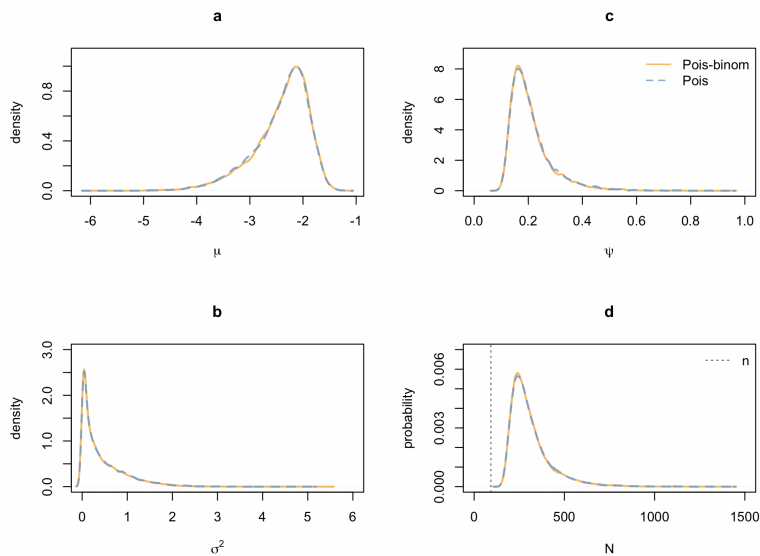 a
density
0.0 0.4 0.8
-6 -5 -4 -3 -2 -1
μ
c
density
0 2 4 6 8
0.0 0.2 0.4 0.6 0.8 1.0
ψ
Pois-binom
Pois
b
density
0.0 1.0 2.0 3.0
0 1 2 3 4 5 6
σ²
d
probability
0.000 0.003 0.006
0 500 1000 1500
N
n